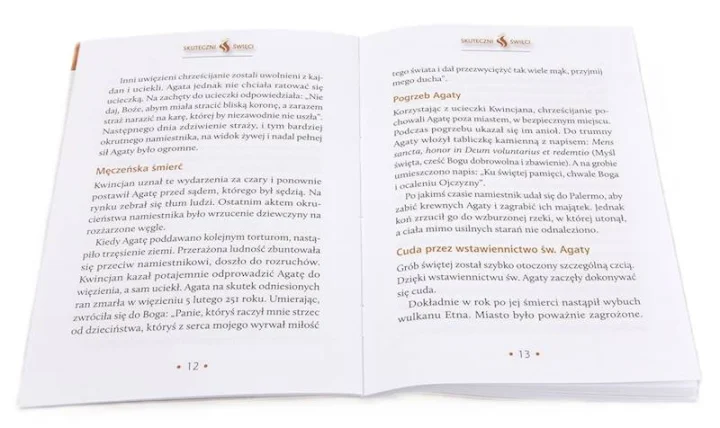 SKUTECZNI ŚWIĘCI
Inni uwięzieni chrześcijanie zostali uwolnieni z kaj-
dan i uciekli. Agata jednak nie chciała ratować się
ucieczką. Na zachęty do ucieczki odpowiedziała: „Nie
daj, Boże, abym miała stracić bliską koronę, a zarazem
straż narazić na karę, której by niezawodnie nie uszła".
Następnego dnia zdziwienie straży, i tym bardziej
okrutnego namiestnika, na widok żywej i nadal pełnej
sił Agaty było ogromne.
Męczeńska śmierć
Kwincjan uznał te wydarzenia za czary i ponownie
postawił Agatę przed sądem, którego był sędzią. Na
rynku zebrał się tłum ludzi. Ostatnim aktem okru-
cieństwa namiestnika było wrzucenie dziewczyny na
rozżarzone węgle.
Kiedy Agatę poddawano kolejnym torturom, nastą-
piło trzęsienie ziemi. Przerażona ludność zbuntowała
się przeciw namiestnikowi, doszło do rozruchów.
Kwincjan kazał potajemnie odprowadzić Agatę do
więzienia, a sam uciekł. Agata na skutek odniesionych
ran zmarła w więzieniu 5 lutego 251 roku. Umierając,
zwróciła się do Boga: „Panie, któryś raczył mnie strzec
od dzieciństwa, któryś z serca mojego wyrwał miłość
• 12 •
SKUTECZNI ŚWIĘCI
tego świata i dał przezwyciężyć tak wiele mąk, przyjmij
mego ducha".
Pogrzeb Agaty
Korzystając z ucieczki Kwincjana, chrześcijanie po-
chowali Agatę poza miastem, w bezpiecznym miejscu.
Podczas pogrzebu ukazał się im anioł. Do trumny
Agaty włożył tabliczkę kamienną z napisem: Mens
sancta, honor in Deum voluntarius et redemtio (Myśl
święta, cześć Bogu dobrowolna i zbawienie). A na grobie
umieszczono napis: „Ku świętej pamięci, chwale Boga
i ocaleniu Ojczyzny".
Po jakimś czasie namiestnik udał się do Palermo, aby
zabić krewnych Agaty i zagrabić ich majątek. Jednak
koń zrzucił go do wzburzonej rzeki, w której utonął,
a ciała mimo usilnych starań nie odnaleziono.
Cuda przez wstawiennictwo św. Agaty
Grób świętej został szybko otoczony szczególną czcią.
Dzięki wstawiennictwu św. Agaty zaczęły dokonywać
się cuda.
Dokładnie w rok po jej śmierci nastąpił wybuch
wulkanu Etna. Miasto było poważnie zagrożone.
• 13 •